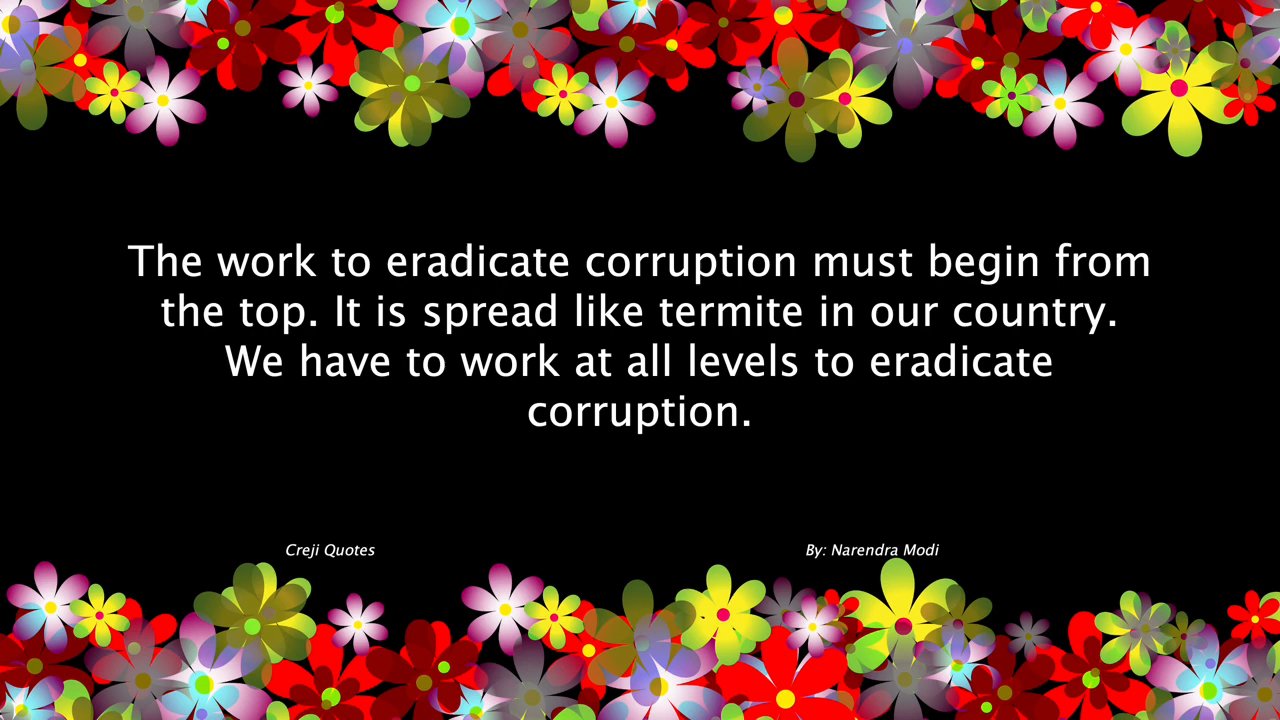 The work to eradicate corruption must begin from
the top. It is spread like termite in our country.
We have to work at all levels to eradicate
corruption.
Creji Quotes
By: Narendra Modi